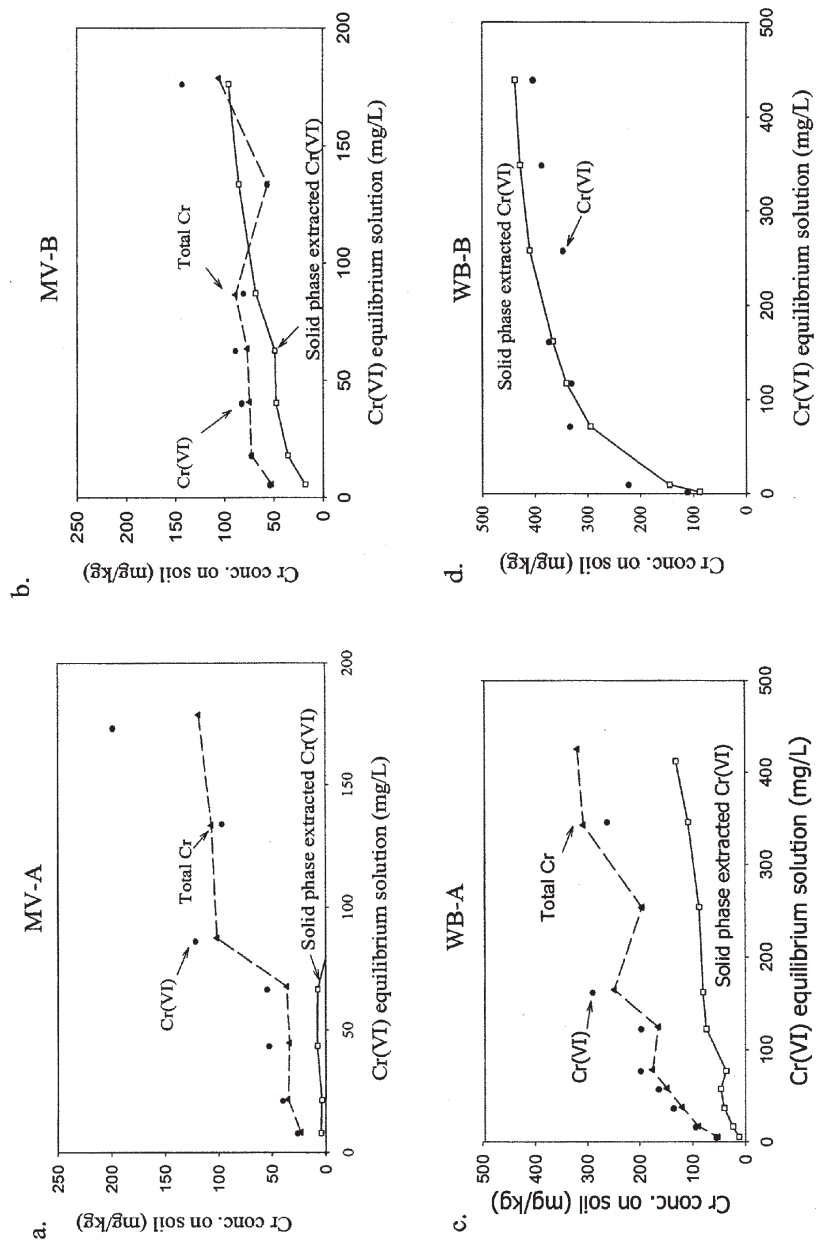 a.
MV-A
Cr conc. on soil (mg/kg)
250
200
150
100
50
0
Cr(VI)
Total Cr
Solid phase extracted Cr(VI)
0
50
100
150
200
Cr(VI) equilibrium solution (mg/L)
b.
MV-B
Cr conc. on soil (mg/kg)
250
200
150
100
50
0
Cr(VI)
Total Cr
Solid phase extracted Cr(VI)
0
50
100
150
200
Cr(VI) equilibrium solution (mg/L)
c.
WB-A
Cr conc. on soil (mg/kg)
500
400
300
200
100
0
Cr(VI)
Total Cr
Solid phase extracted Cr(VI)
0
100
200
300
400
500
Cr(VI) equilibrium solution (mg/L)
d.
WB-B
Cr conc. on soil (mg/kg)
500
400
300
200
100
0
Solid phase extracted Cr(VI)
Cr(VI)
0
100
200
300
400
500
Cr(VI) equilibrium solution (mg/L)